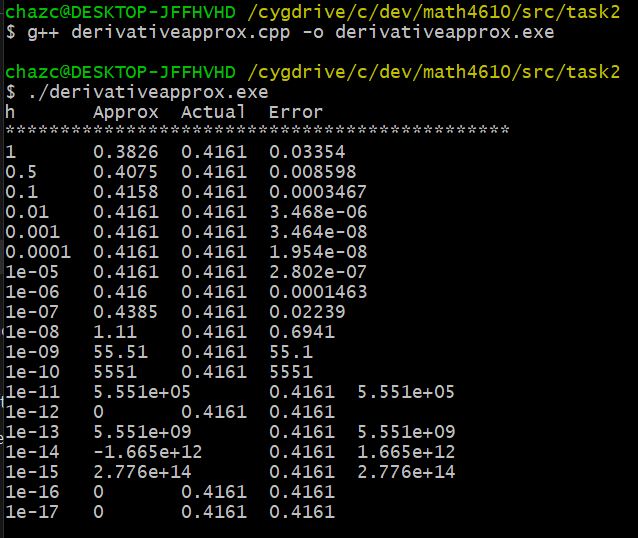 chazc@DESKTOP-JFFHVHD /cygdrive/c/dev/math4610/src/task2
$ g++ derivativeapprox.cpp -o derivativeapprox.exe
chazc@DESKTOP-JFFHVHD /cygdrive/c/dev/math4610/src/task2
$ ./derivativeapprox.exe
h Approx Actual Error
**********************************************
1 0.3826 0.4161 0.03354
0.5 0.4075 0.4161 0.008598
0.1 0.4158 0.4161 0.0003467
0.01 0.4161 0.4161 3.468e-06
0.001 0.4161 0.4161 3.464e-08
0.0001 0.4161 0.4161 1.954e-08
1e-05 0.4161 0.4161 2.802e-07
1e-06 0.416 0.4161 0.0001463
1e-07 0.4385 0.4161 0.02239
1e-08 1.11 0.4161 0.6941
1e-09 55.51 0.4161 55.1
1e-10 5551 0.4161 5551
1e-11 5.551e+05 0.4161 5.551e+05
1e-12 0 0.4161 0.4161
1e-13 5.551e+09 0.4161 5.551e+09
1e-14 -1.665e+12 0.4161 1.665e+12
1e-15 2.776e+14 0.4161 2.776e+14
1e-16 0 0.4161 0.4161
1e-17 0 0.4161 0.4161